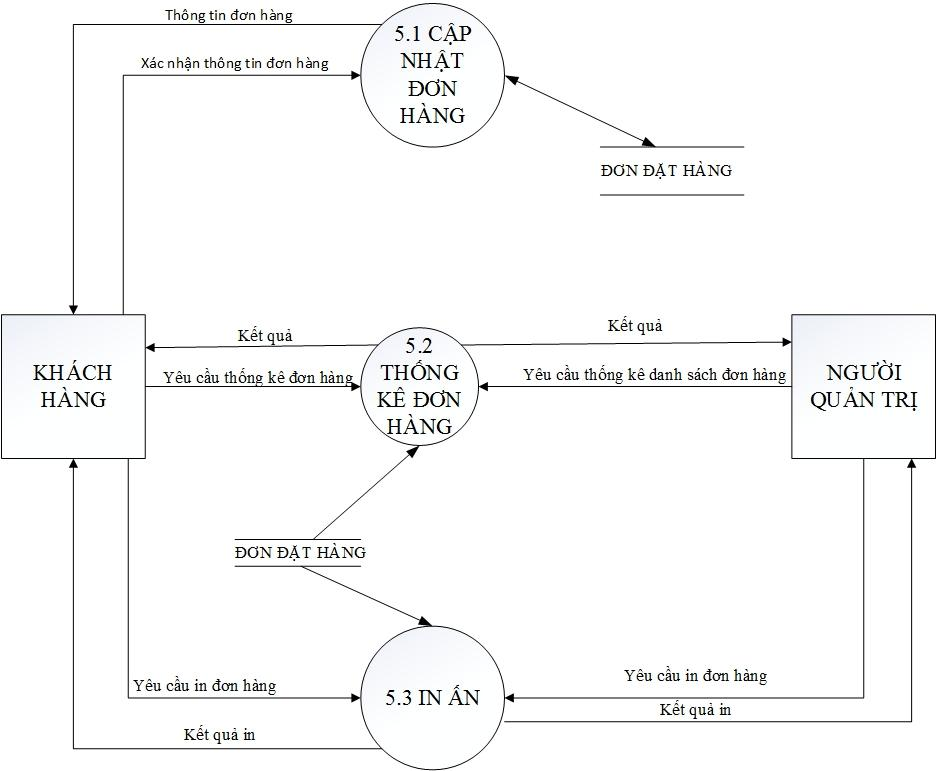 Thông tin đơn hàng
5.1 CẬP
NHẬT
ĐƠN
HÀNG
Xác nhận thông tin đơn hàng
ĐƠN ĐẶT HÀNG
Kết quả
Kết quả
KHÁCH
HÀNG
5.2
THỐNG
KÊ ĐƠN
HÀNG
NGƯỜI
QUẢN TRỊ
Yêu cầu thống kê đơn hàng
Yêu cầu thống kê danh sách đơn hàng
ĐƠN ĐẶT HÀNG
Yêu cầu in đơn hàng
5.3 IN ẤN
Yêu cầu in đơn hàng
Kết quả in
Kết quả in